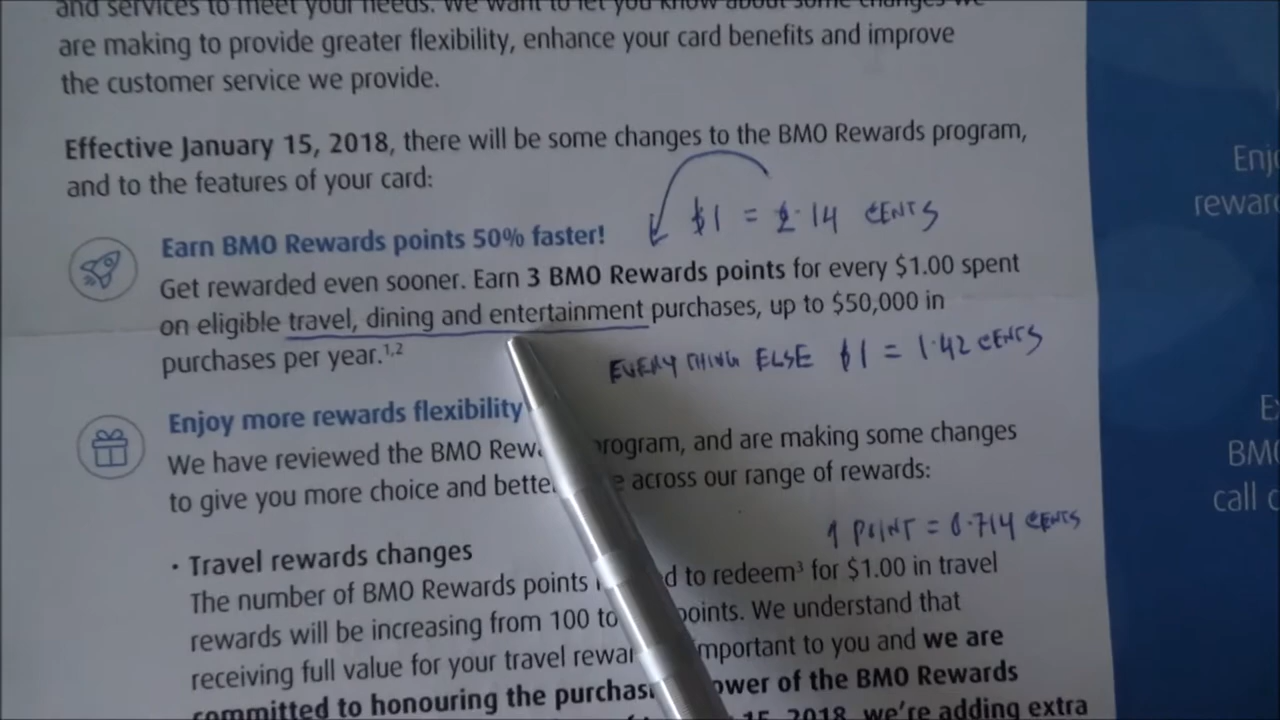 and services to meet your needs. We want to let you know about some changes we
are making to provide greater flexibility, enhance your card benefits and improve
the customer service we provide.
Effective January 15, 2018, there will be some changes to the BMO Rewards program,
and to the features of your card:
$1 = 2.14 CENTS
Earn BMO Rewards points 50% faster!
Get rewarded even sooner. Earn 3 BMO Rewards points for every $1.00 spent
on eligible travel, dining and entertainment purchases, up to $50,000 in
purchases per year.1,2
EVERYTHING ELSE $1 = 1.42 CENTS
Enjoy more rewards flexibility
We have reviewed the BMO program, and are making some changes
to give you more choice and across our range of rewards:
1 POINT = 0.714 CENTS
• Travel rewards changes
The number of BMO Rewards points to redeem3 for $1.00 in travel
rewards will be increasing from 100 to points. We understand that
receiving full value for your travel important to you and we are
committed to honouring the of the BMO Rewards
15, 2018, we're adding extra
BMO
call